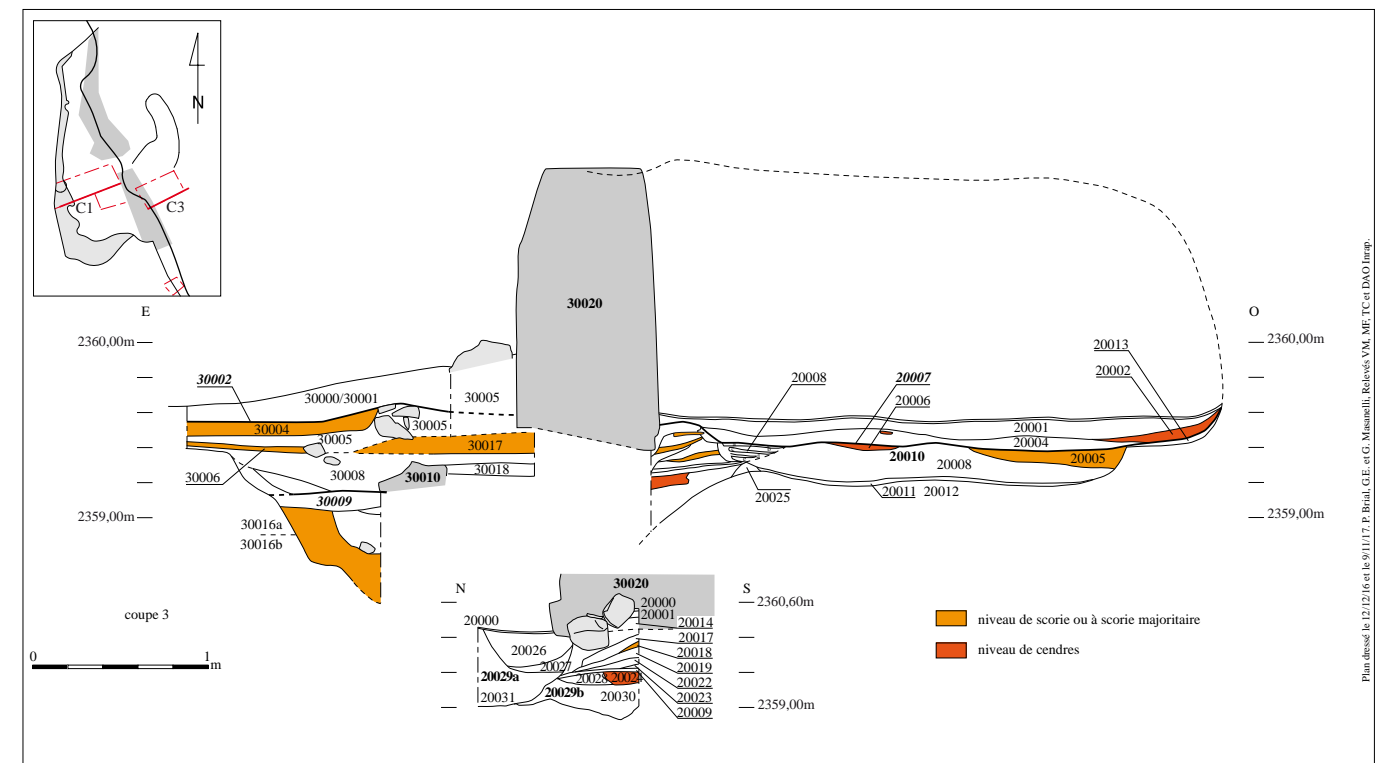 N
C1
C3
E
O
2360,00m
2360,00m
30020
20013
20002
30002
20008
20007
20006
30000/30001
30005
30004
30005
30005
30017
20001
20004
20010
20008
20005
30006
30008
30010
30018
30009
20025
20011
20012
2359,00m
2359,00m
30016a
30016b
coupe 3
0
1
m
N
S
30020
20000
20001
20000
20014
20017
20018
20019
20022
20023
20009
20026
20027
20028
20024
20029a
20029b
20031
20030
2360,60m
2359,00m
niveau de scorie ou à scorie majoritaire
niveau de cendres
Plan dressé le 12/12/16 et le 9/11/17. P. Brial, G.E. et G. Masanelli, Relevés VM, MF, TC et DAO Inrap.